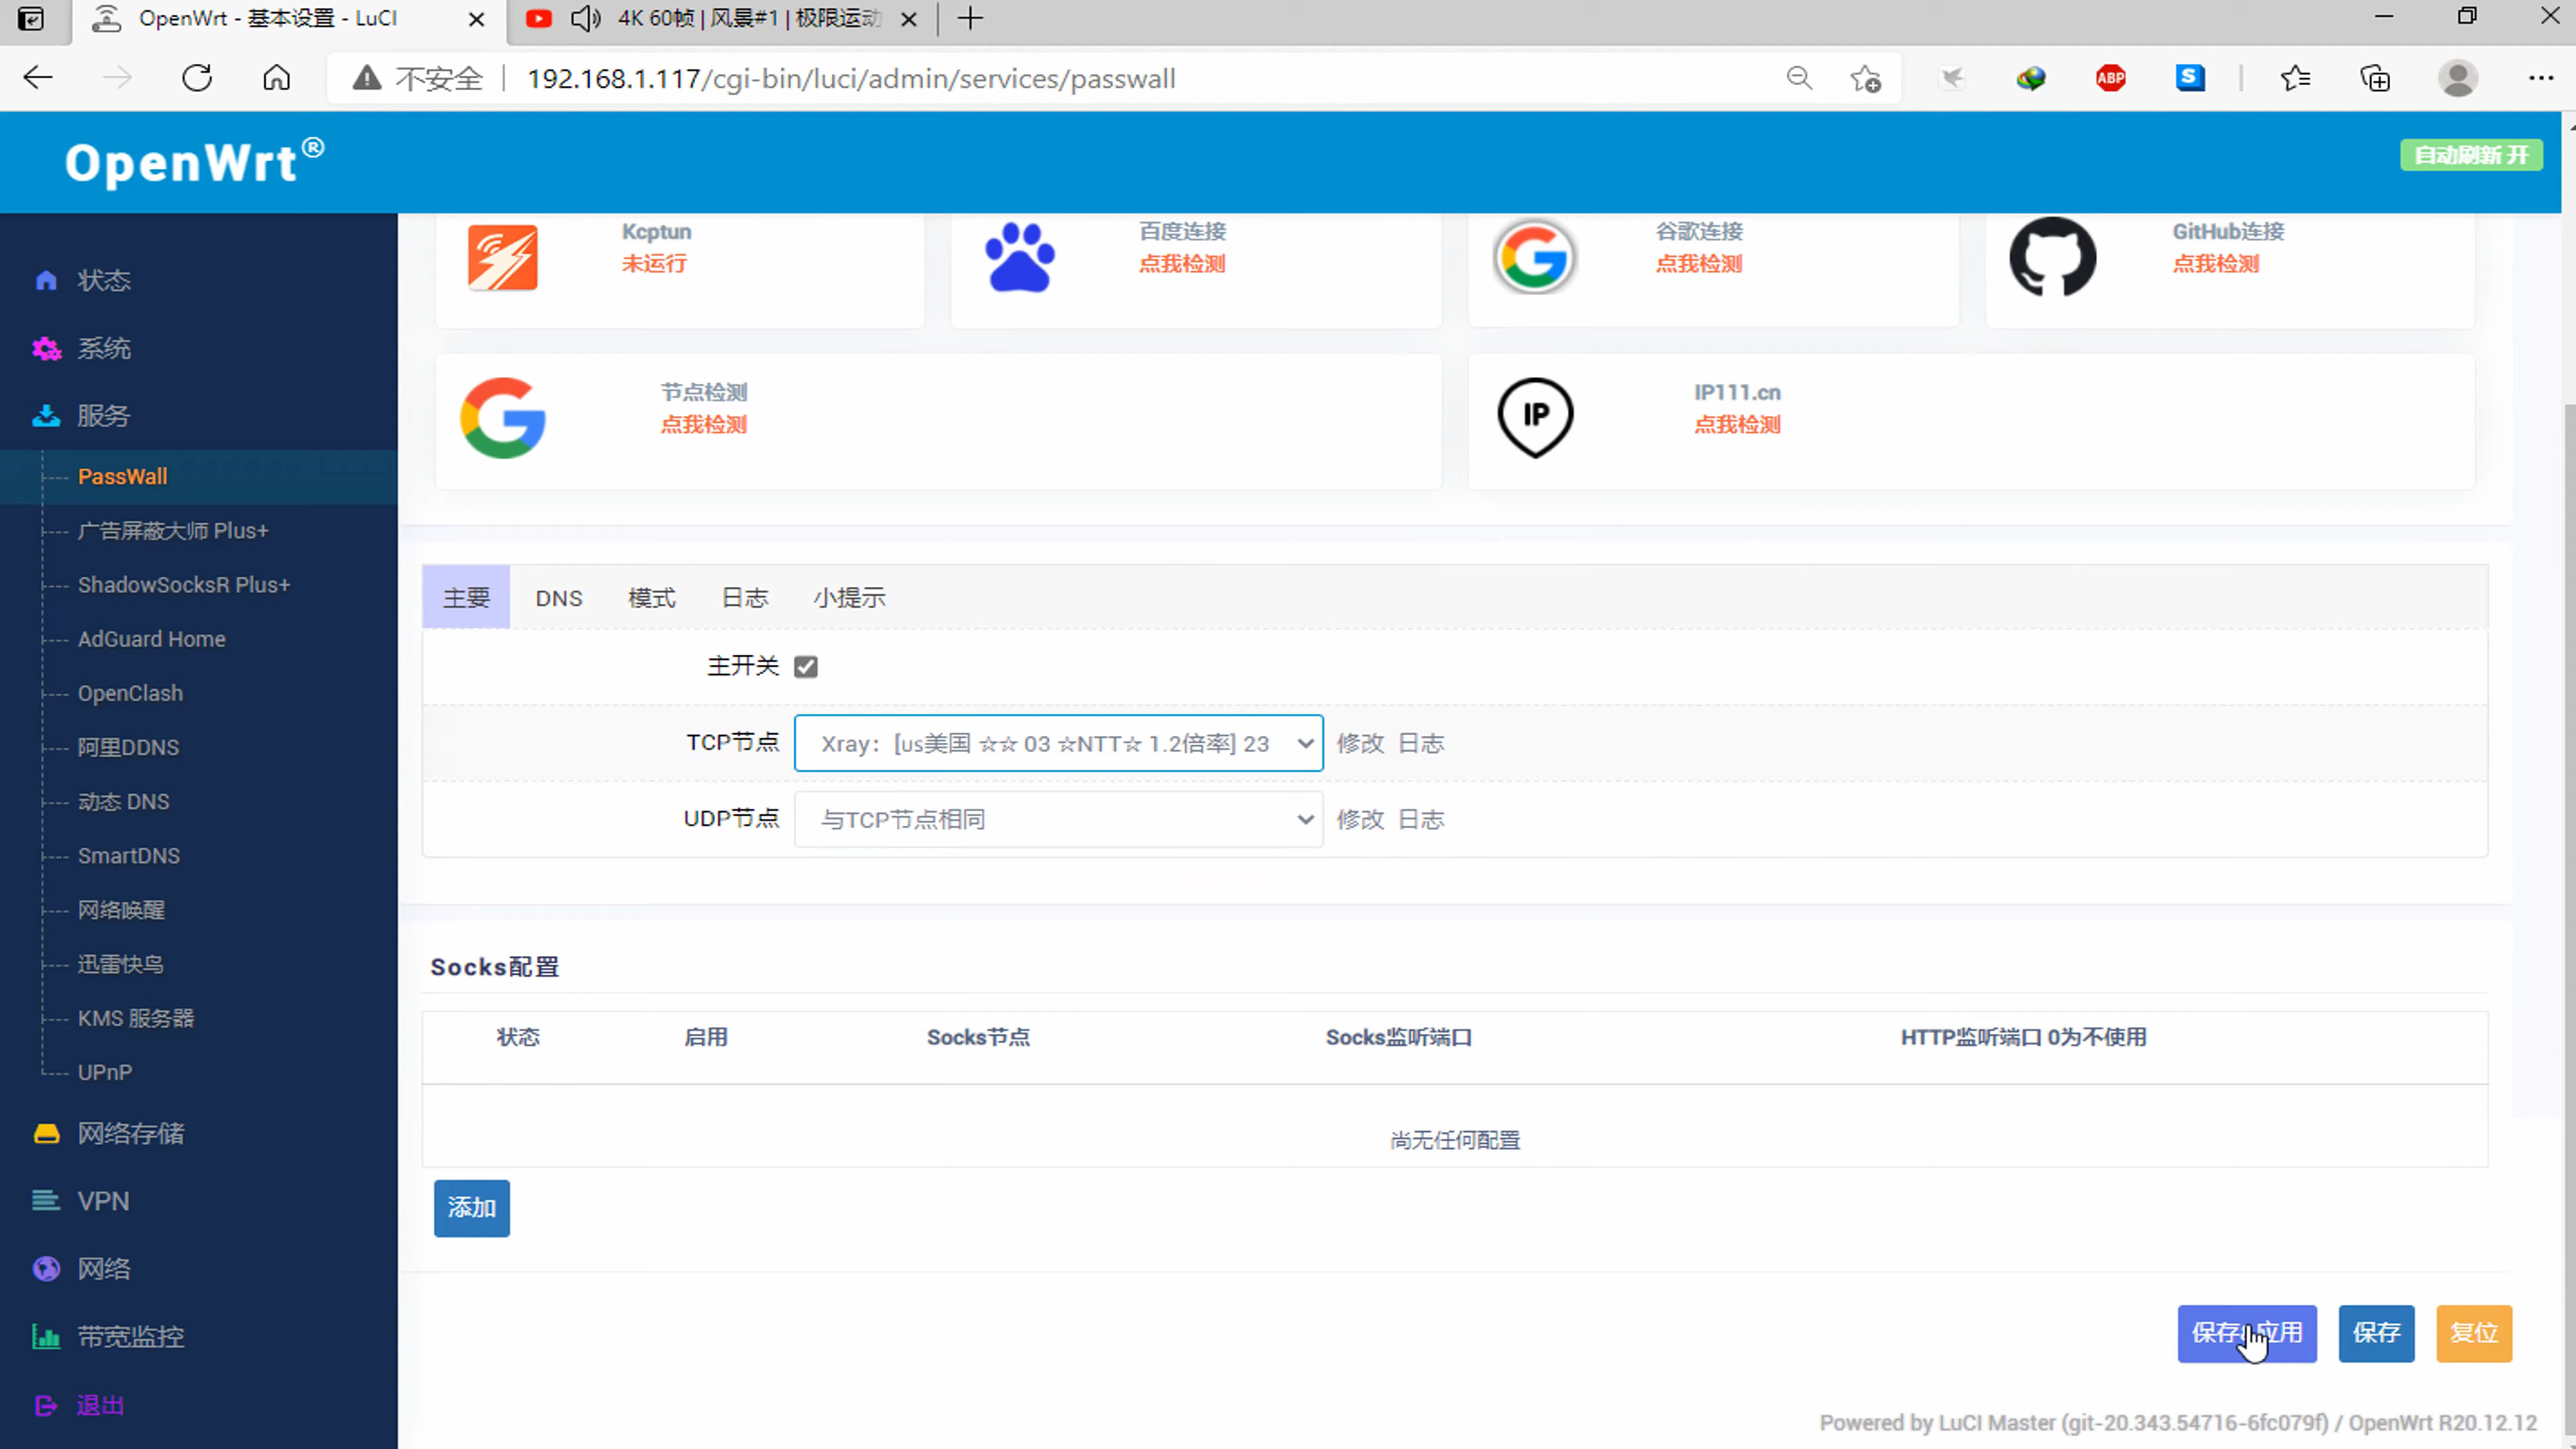 OpenWrt - 基本设置 - LuCI
4K 60帧 | 风景#1 | 极限运动
不安全
192.168.1.117/cgi-bin/luci/admin/services/passwall
ABP
S
OpenWrt®
自动刷新 开
状态
系统
服务
PassWall
广告屏蔽大师 Plus+
ShadowSocksR Plus+
AdGuard Home
OpenClash
阿里DDNS
动态 DNS
SmartDNS
网络唤醒
迅雷快鸟
KMS 服务器
UPnP
网络存储
VPN
网络
带宽监控
退出
Kcptun
未运行
百度连接
点我检测
谷歌连接
点我检测
GitHub连接
点我检测
节点检测
点我检测
IP
IP111.cn
点我检测
主要 DNS 模式 日志 小提示
主开关
TCP节点 Xray：[us美国 ☆☆ 03 ☆NTT☆ 1.2倍率] 23 修改 日志
UDP节点 与TCP节点相同 修改 日志
Socks配置
状态 启用 Socks节点 Socks监听端口 HTTP监听端口 0为不使用
尚无任何配置
添加
保存&应用 保存 复位
Powered by LuCI Master (git-20.343.54716-6fc079f) / OpenWrt R20.12.12